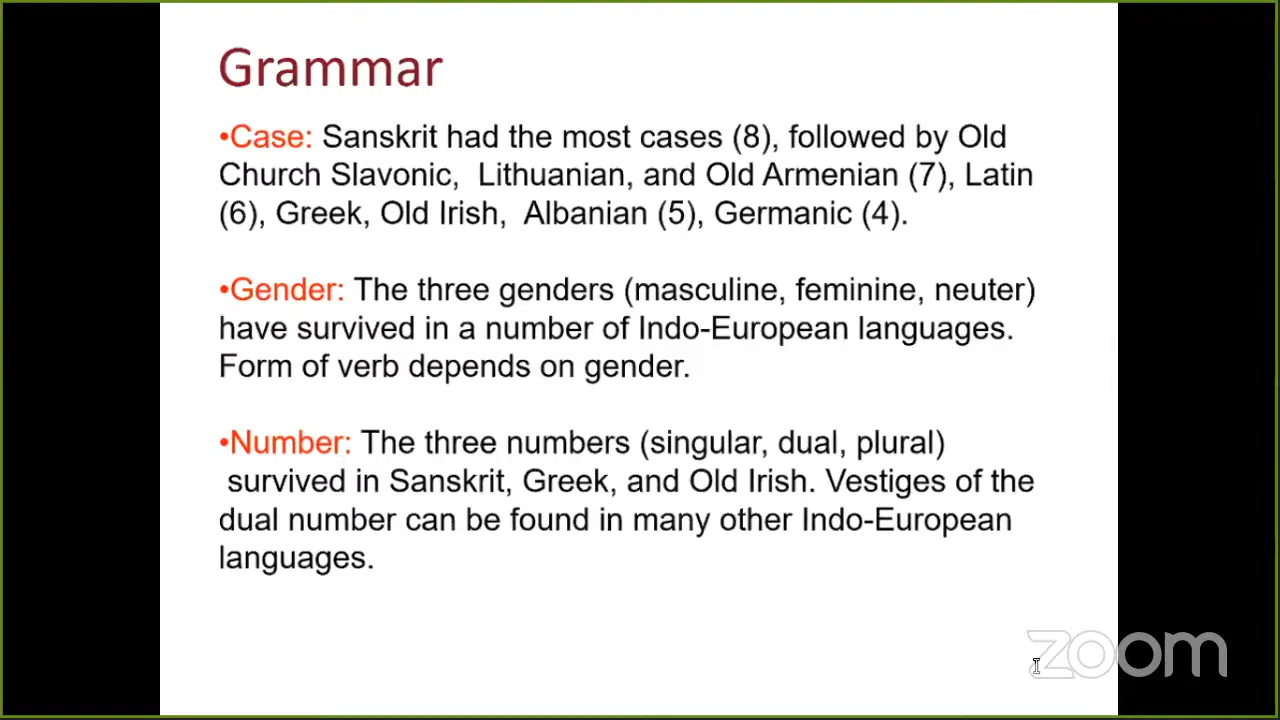 Grammar
•Case: Sanskrit had the most cases (8), followed by Old
Church Slavonic, Lithuanian, and Old Armenian (7), Latin
(6), Greek, Old Irish, Albanian (5), Germanic (4).
•Gender: The three genders (masculine, feminine, neuter)
have survived in a number of Indo-European languages.
Form of verb depends on gender.
•Number: The three numbers (singular, dual, plural)
survived in Sanskrit, Greek, and Old Irish. Vestiges of the
dual number can be found in many other Indo-European
languages.
zoom